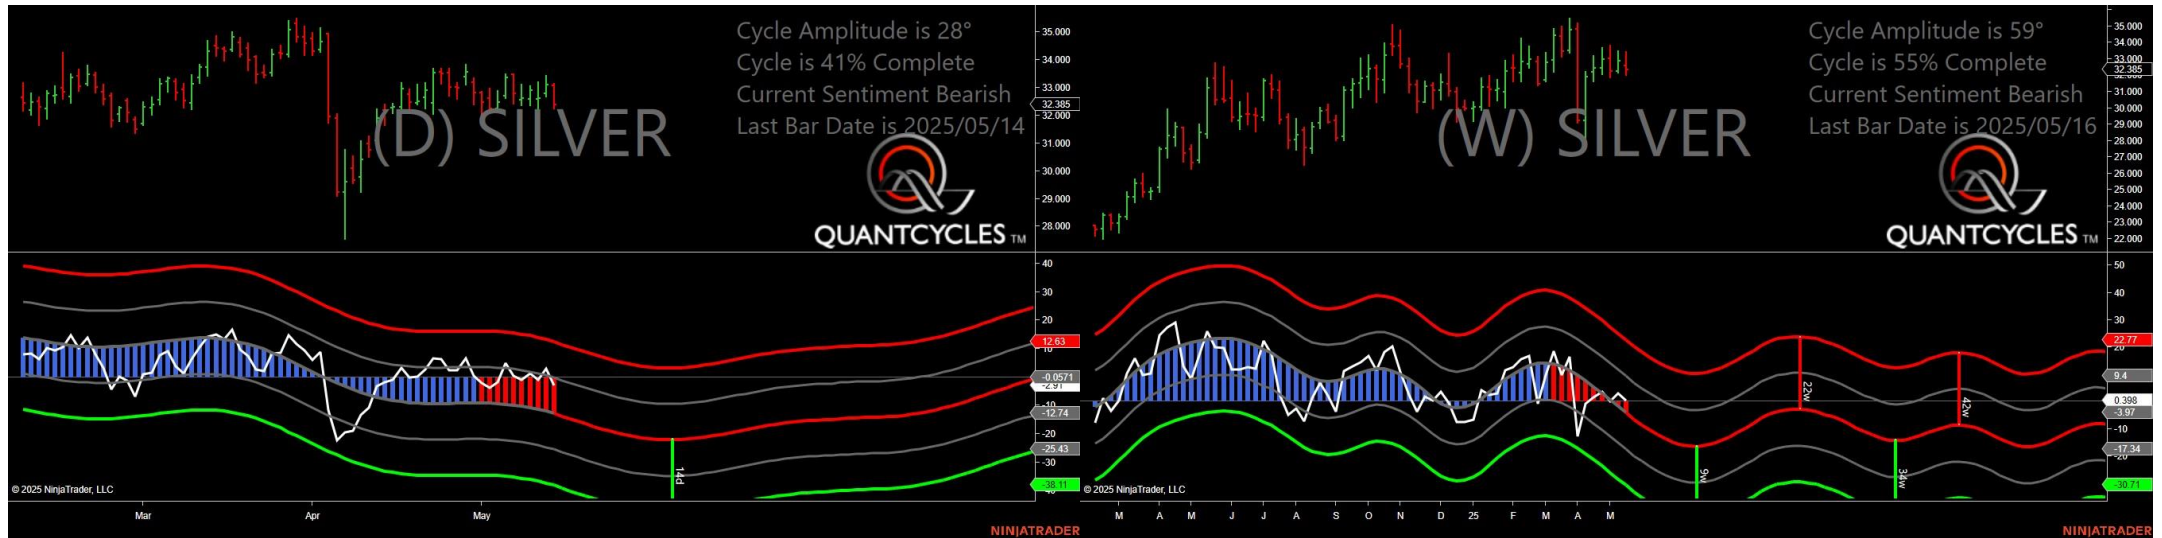 Cycle Amplitude is 28°
Cycle is 41% Complete
Current Sentiment Bearish
Last Bar Date is 2025/05/14
(D) SILVER
QUANTCYCLES TM
35.000
34.000
33.000
32.385
32.000
31.000
30.000
29.000
28.000
40
30
20
12.63
10
-0.0571
-2.91
-10
-12.74
-20
-25.43
-30
-38.11
14d
© 2025 NinjaTrader, LLC
Mar Apr May
NINJATRADER
Cycle Amplitude is 59°
Cycle is 55% Complete
Current Sentiment Bearish
Last Bar Date is 2025/05/16
(W) SILVER
QUANTCYCLES TM
35.000
34.000
33.000
32.385
31.000
30.000
29.000
28.000
27.000
26.000
25.000
24.000
23.000
22.000
50
40
30
22.77
20
9.4
0.398
-3.97
-10
-17.34
-20
-30.71
22w
42w
9w
34w
© 2025 NinjaTrader, LLC
M A M J J A S O N D 25 F M A M
NINJATRADER